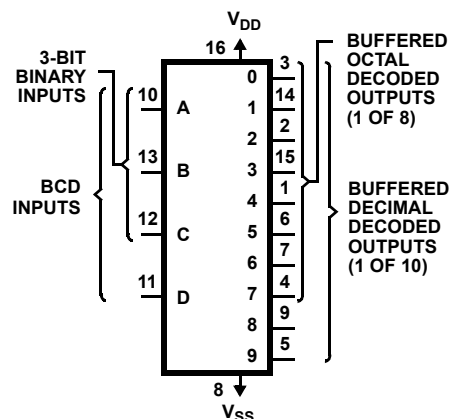 V_DD
16
3-BIT
BINARY
INPUTS
BCD
INPUTS
10
A
13
B
12
C
11
D
0 3
1 14
2 2
3 15
4 1
5 6
6 7
7 4
8 9
9 5
8
V_SS
BUFFERED
OCTAL
DECODED
OUTPUTS
(1 OF 8)
BUFFERED
DECIMAL
DECODED
OUTPUTS
(1 OF 10)